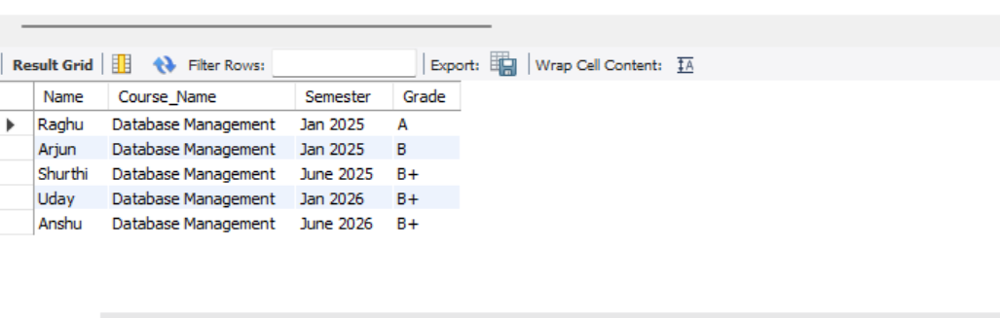 Result Grid Filter Rows: Export: Wrap Cell Content: IA
Name Course_Name Semester Grade
Raghu Database Management Jan 2025 A
Arjun Database Management Jan 2025 B
Shurthi Database Management June 2025 B+
Uday Database Management Jan 2026 B+
Anshu Database Management June 2026 B+